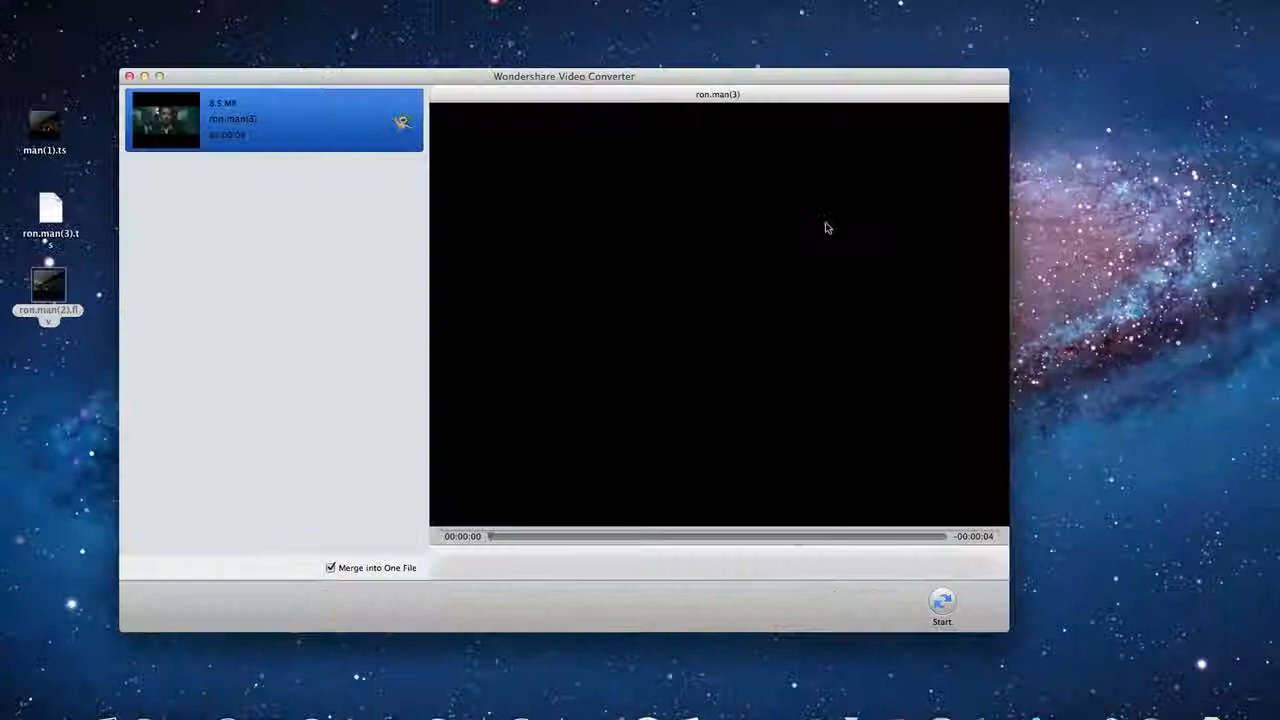 Wondershare Video Converter
ron.man(3)
8.5 MB
ron.man(3)
man(1).ts
ron.man(3).t
s
ron.man(2).fl
v
00:00:00
-00:00:04
Merge into One File
Start